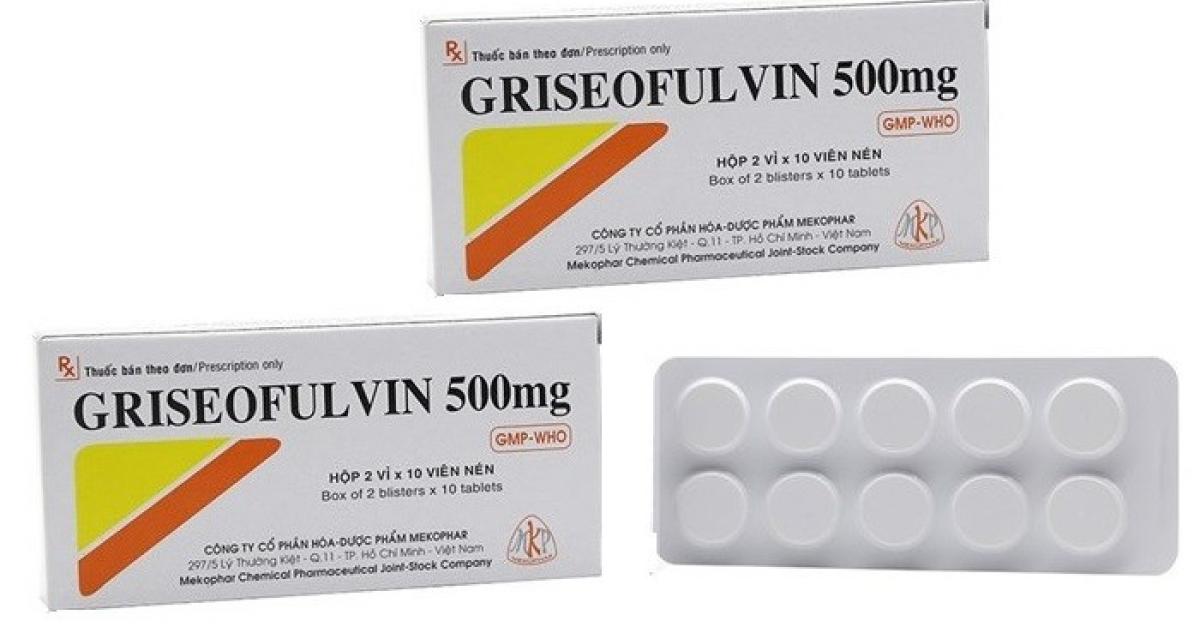 Rx Thuốc bán theo đơn/Prescription only
GRISEOFULVIN 500mg
GMP-WHO
HỘP 2 VỈ x 10 VIÊN NÉN
Box of 2 blisters x 10 tablets
CÔNG TY CỔ PHẦN HÓA-DƯỢC PHẨM MEKOPHAR
297/5 Lý Thường Kiệt - Q.11 - TP. Hồ Chí Minh - Việt Nam
Mekophar Chemical Pharmaceutical Joint-Stock Company
MKP
MEKOPHAR
Rx Thuốc bán theo đơn/Prescription only
GRISEOFULVIN 500mg
GMP-WHO
HỘP 2 VỈ x 10 VIÊN NÉN
Box of 2 blisters x 10 tablets
CÔNG TY CỔ PHẦN HÓA-DƯỢC PHẨM MEKOPHAR
297/5 Lý Thường Kiệt - Q.11 - TP. Hồ Chí Minh - Việt Nam
Mekophar Chemical Pharmaceutical Joint-Stock Company
MKP
MEKOPHAR